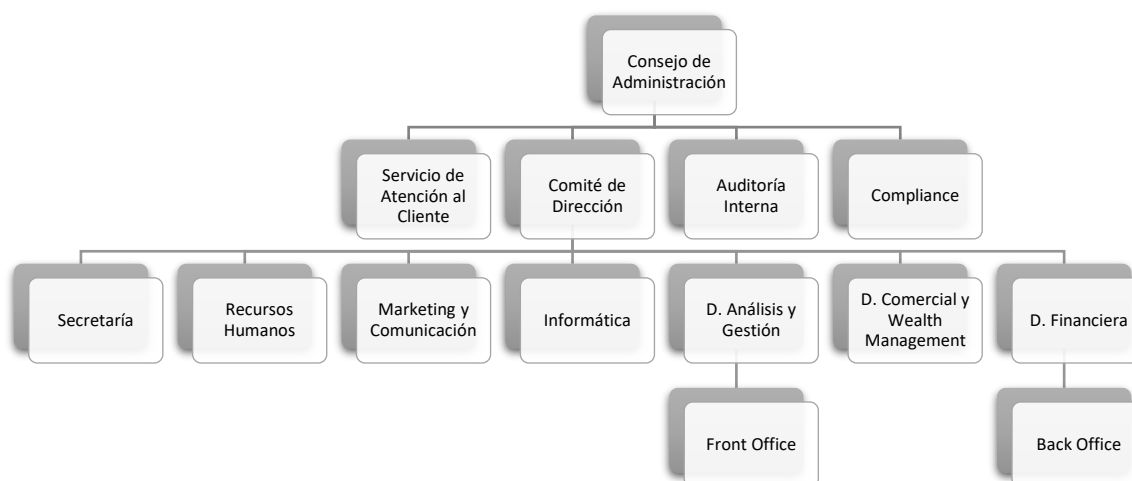 Consejo de
Administración
Servicio de
Atención al
Cliente
Comité de
Dirección
Auditoría
Interna
Compliance
Secretaría
Recursos
Humanos
Marketing y
Comunicación
Informática
D. Análisis y
Gestión
D. Comercial y
Wealth
Management
D. Financiera
Front Office
Back Office